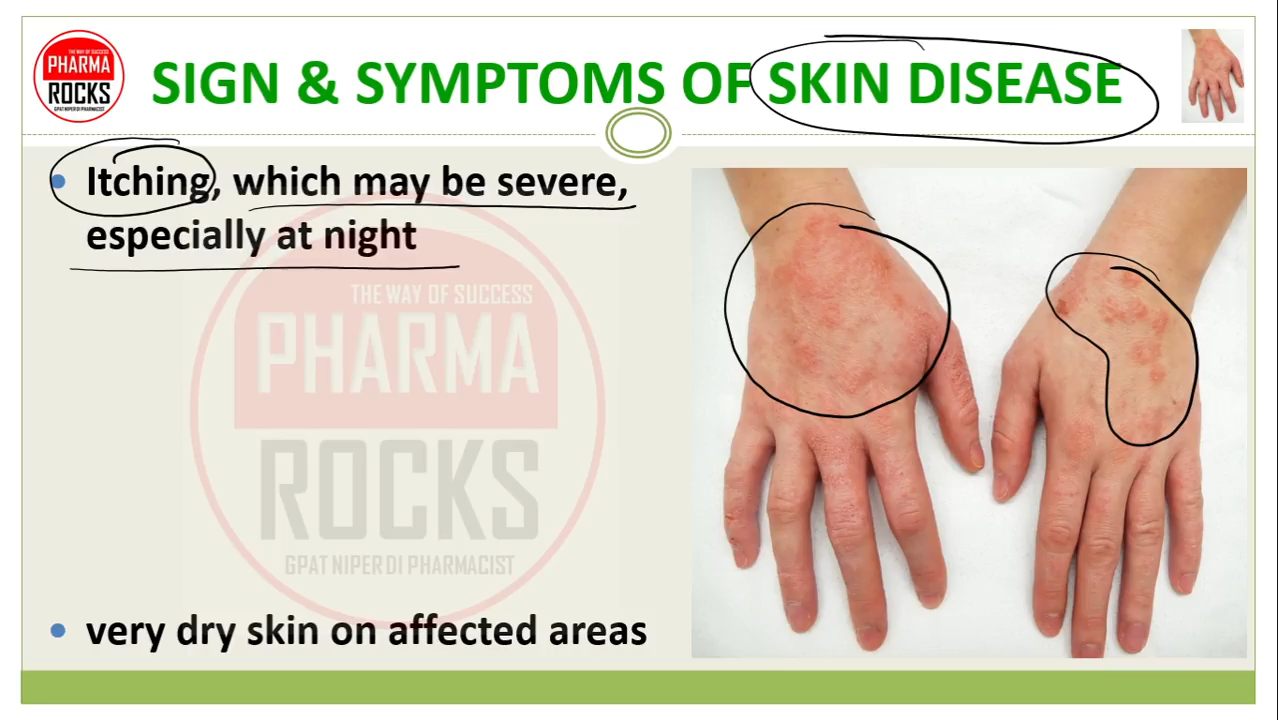 THE WAY OF SUCCESS
PHARMA
ROCKS
GPAT NIPER DI PHARMACIST
SIGN & SYMPTOMS OF SKIN DISEASE
• Itching, which may be severe,
especially at night
THE WAY OF SUCCESS
PHARMA
ROCKS
GPAT NIPER DI PHARMACIST
• very dry skin on affected areas